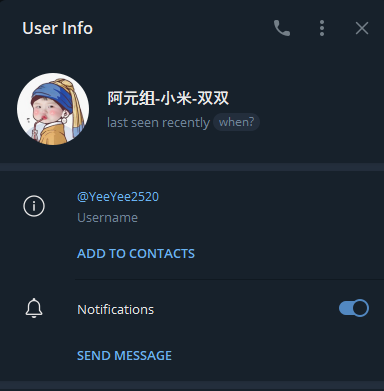 User Info
阿元组-小米-双双
last seen recently when?
@YeeYee2520
Username
ADD TO CONTACTS
Notifications
SEND MESSAGE